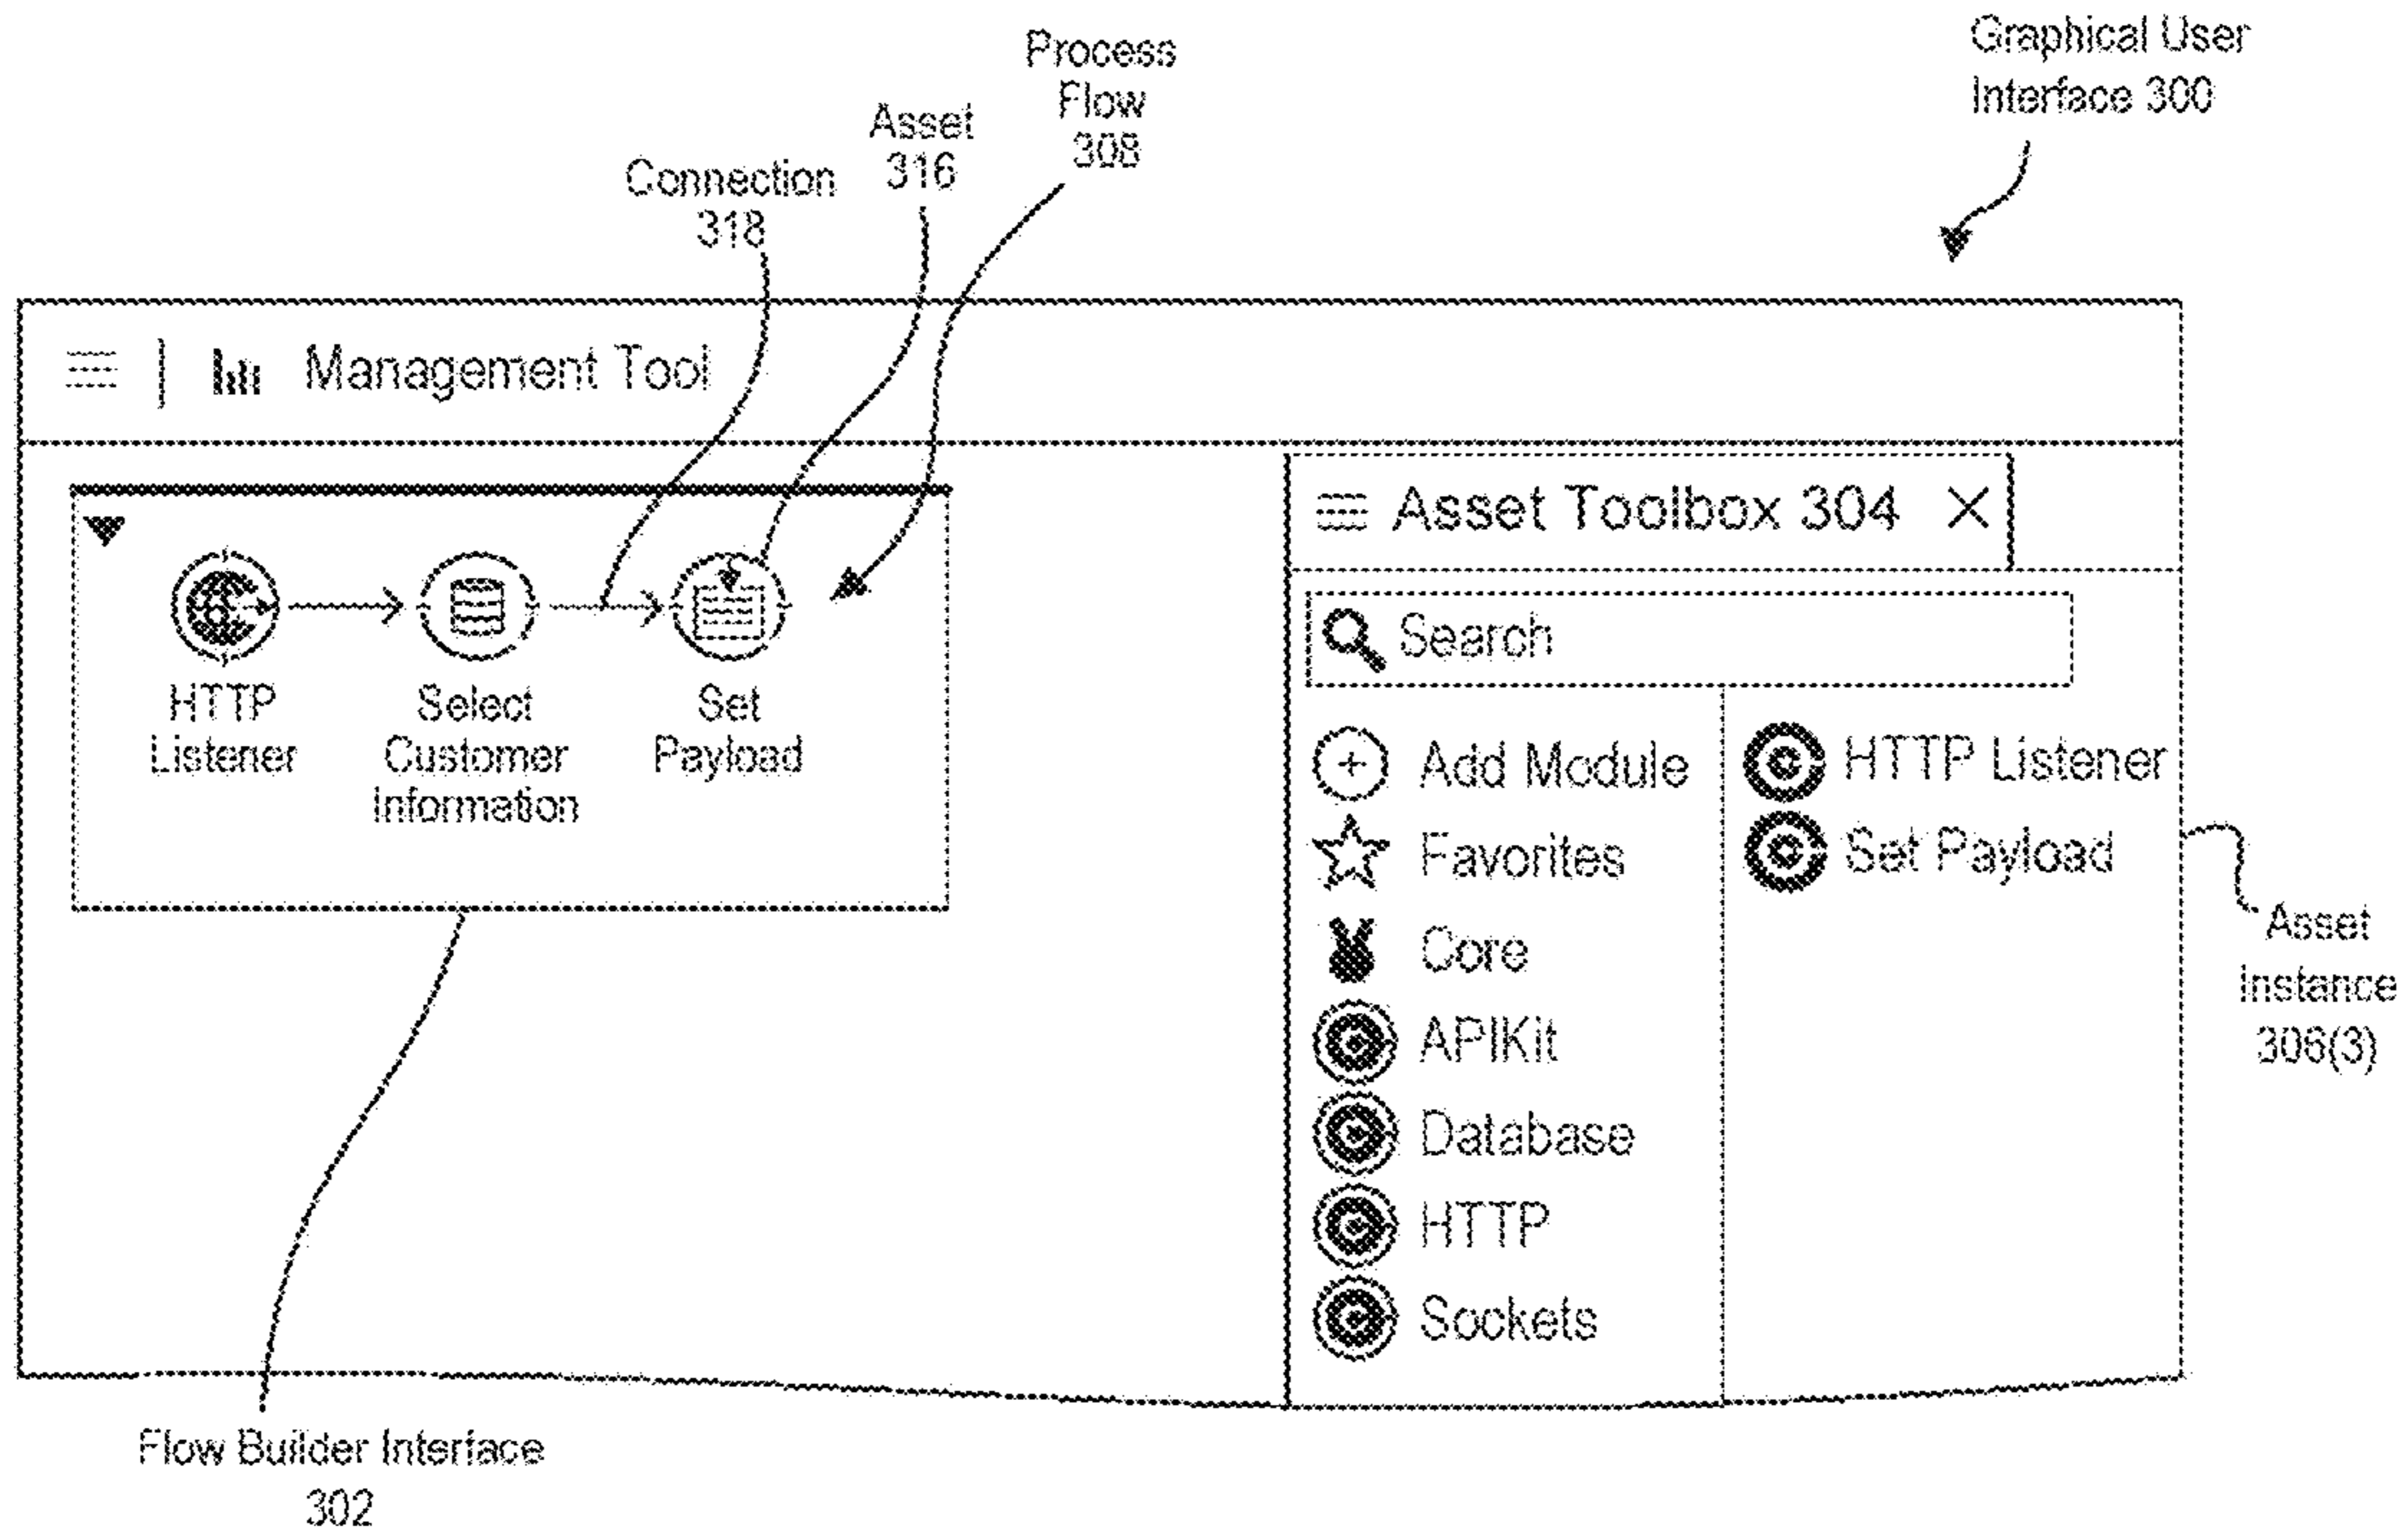 Graphical User
Interface 300
Process
Flow
308
Asset
316
Connection
318
Management Tool
Asset Toolbox 304
Search
HTTP
Listener
Select
Customer
Information
Set
Payload
Add Module
Favorites
Core
APIKit
Database
HTTP
Sockets
HTTP Listener
Set Payload
Asset
Instance
306(3)
Flow Builder Interface
302